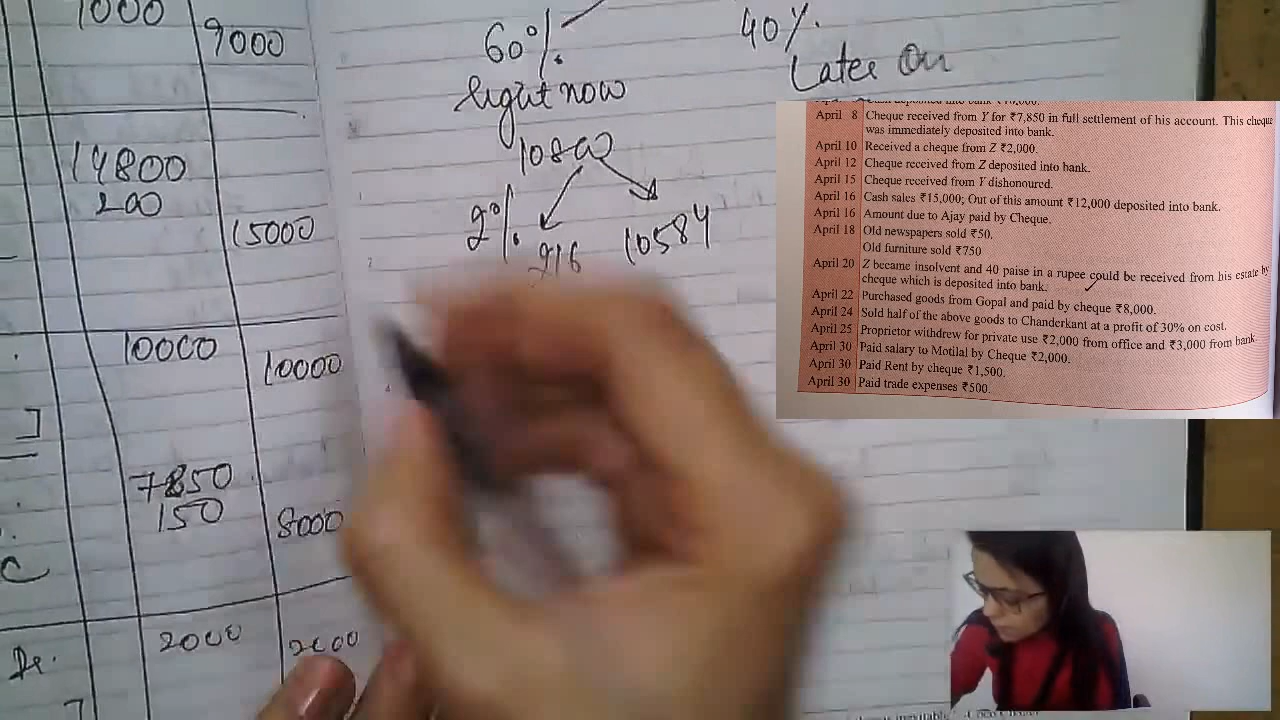 1000
9000
14800
200
15000
10000
10000
]
7850
150
8000
C
Dr.
2000
2000
]
60%.
40%.
Right now
Later On
10800
2%.
216
10584
April 8 Cheque received from Y for ₹7,850 in full settlement of his account. This cheque
was immediately deposited into bank.
April 10 Received a cheque from Z ₹2,000.
April 12 Cheque received from Z deposited into bank.
April 15 Cheque received from Y dishonoured.
April 16 Cash sales ₹15,000; Out of this amount ₹12,000 deposited into bank.
April 16 Amount due to Ajay paid by Cheque.
April 18 Old newspapers sold ₹50.
Old furniture sold ₹750
April 20 Z became insolvent and 40 paise in a rupee could be received from his estate by
cheque which is deposited into bank.
April 22 Purchased goods from Gopal and paid by cheque ₹8,000.
April 24 Sold half of the above goods to Chanderkant at a profit of 30% on cost.
April 25 Proprietor withdrew for private use ₹2,000 from office and ₹3,000 from bank.
April 30 Paid salary to Motilal by Cheque ₹2,000.
April 30 Paid Rent by cheque ₹1,500.
April 30 Paid trade expenses ₹500.